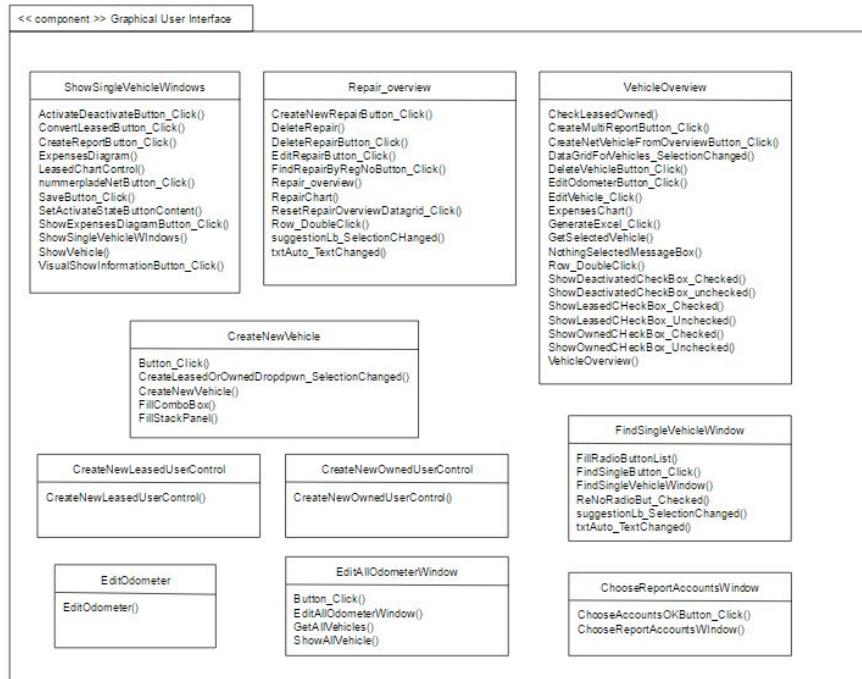 << component >> Graphical User Interface
ShowSingleVehicleWindows
ActivateDeactivateButton_Click()
ConvertLeasedButton_Click()
CreateReportButton_Click()
ExpensesDiagram()
LeasedChartControl()
nummerpladeNetButton_Click()
SaveButton_Click()
SetActivateStateButtonContent()
ShowExpensesDiagramButton_Click()
ShowSingleVehicleWIndows()
ShowVehicle()
VisualShowInformationButton_Click()
Repair_overview
CreateNewRepairButton_Click()
DeleteRepair()
DeleteRepairButton_Click()
EditRepairButton_Click()
FindRepairByRegNoButton_Click()
Repair_overview()
RepairChart()
ResetRepairOverviewDatagrid_Click()
Row_DoubleClick()
suggestionLb_SelectionCHanged()
txtAuto_TextChanged()
VehicleOverview
CheckLeasedOwned()
CreateMultiReportButton_Click()
CreateNetVehicleFromOverviewButton_Click()
DataGridForVehicles_SelectionChanged()
DeleteVehicleButton_Click()
EditOdometerButton_Click()
EditVehicle_Click()
ExpensesChart()
GenerateExcel_Click()
GetSelectedVehicle()
NothingSelectedMessageBox()
Row_DoubleClick()
ShowDeactivatedCheckBox_Checked()
ShowDeactivatedCheckBox_unchecked()
ShowLeasedCHeckBox_Checked()
ShowLeasedCHeckBox_Unchecked()
ShowOwnedCHeckBox_Checked()
ShowOwnedCHeckBox_Unchecked()
VehicleOverview()
CreateNewVehicle
Button_Click()
CreateLeasedOrOwnedDropdpwn_SelectionChanged()
CreateNewVehicle()
FillComboBox()
FillStackPanel()
FindSingleVehicleWindow
FillRadioButtonList()
FindSingleButton_Click()
FindSingleVehicleWindow()
ReNoRadioBut_Checked()
suggestionLb_SelectionChanged()
txtAuto_TextChanged()
CreateNewLeasedUserControl
CreateNewLeasedUserControl()
CreateNewOwnedUserControl
CreateNewOwnedUserControl()
EditOdometer
EditOdometer()
EditAllOdometerWindow
Button_Click()
EditAllOdometerWindow()
GetAllVehicles()
ShowAllVehicle()
ChooseReportAccountsWindow
ChooseAccountsOKButton_Click()
ChooseReportAccountsWIndow()